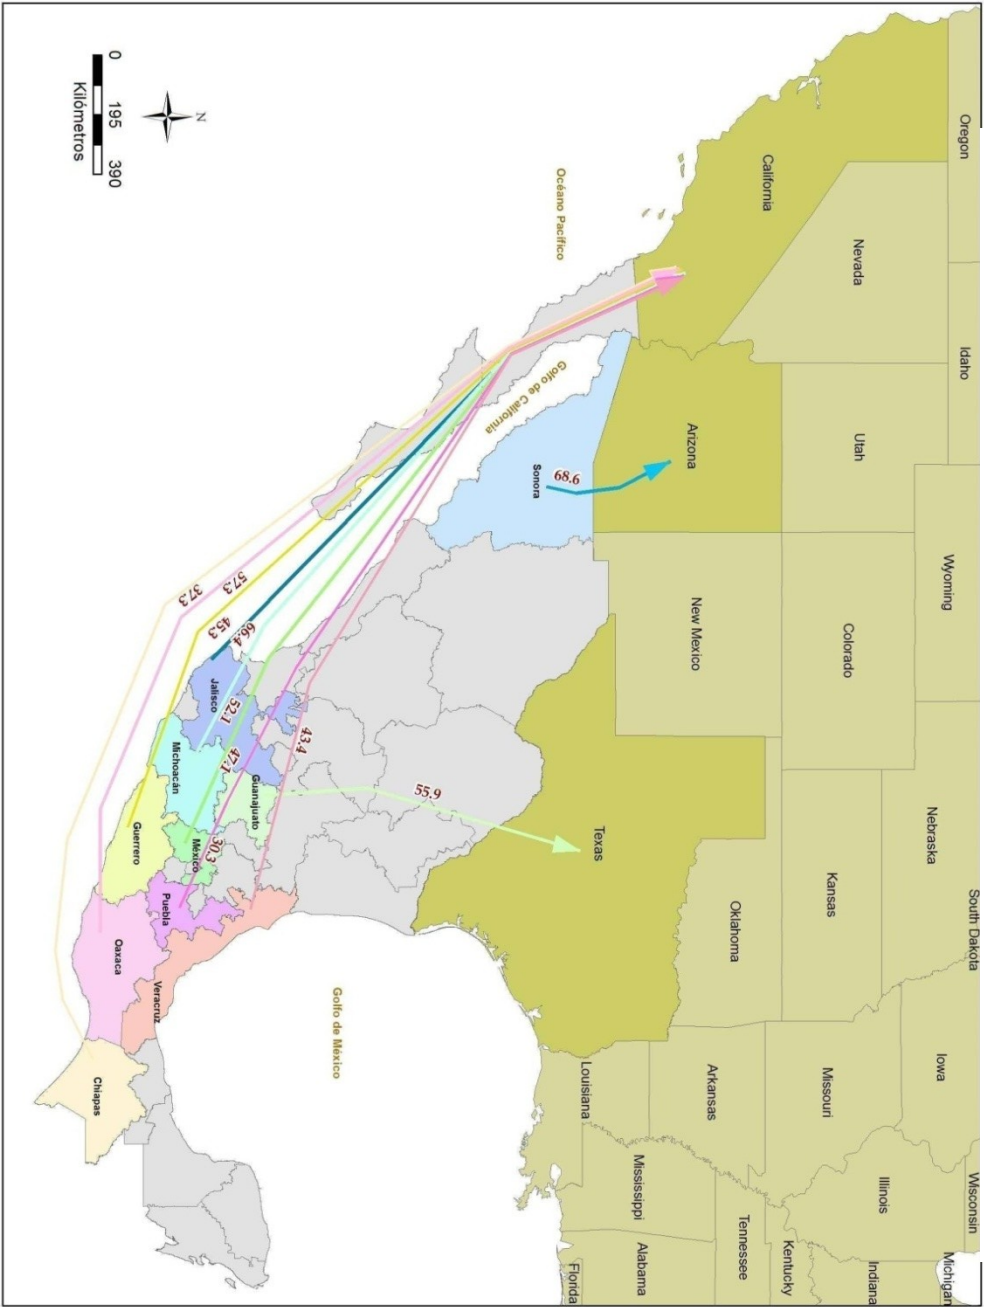 Oregon
Idaho
Wyoming
South Dakota
Wisconsin
Michigan
Nevada
Utah
Colorado
Nebraska
Iowa
Illinois
Indiana
California
Arizona
New Mexico
Kansas
Missouri
Kentucky
Oklahoma
Arkansas
Tennessee
Texas
Louisiana
Mississippi
Alabama
Florida
Océano Pacífico
Golfo de California
Golfo de México
Sonora
68.6
55.9
43.4
30.3
47.1
52.1
66.4
45.3
57.3
37.3
Jalisco
Guanajuato
Michoacán
México
Guerrero
Puebla
Veracruz
Oaxaca
Chiapas
N
0 195 390
Kilómetros